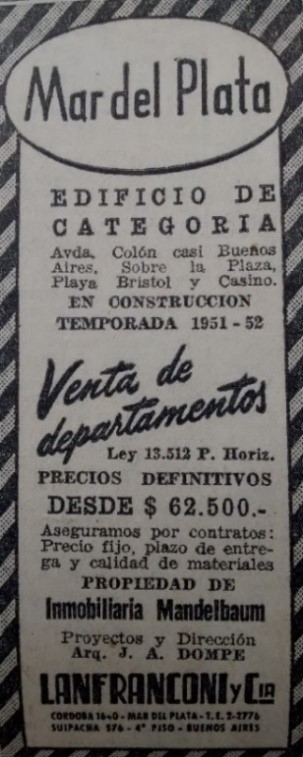 Mar del Plata
EDIFICIO DE
CATEGORIA
Avda. Colón casi Buenos
Aires, Sobre la Plaza,
Playa Bristol y Casino.
EN CONSTRUCCION
TEMPORADA 1951 - 52
Venta de
departamentos
Ley 13.512 P. Horiz.
PRECIOS DEFINITIVOS
DESDE $ 62.500.-
Aseguramos por contratos:
Precio fijo, plazo de entre-
ga y calidad de materiales
PROPIEDAD DE
Inmobiliaria Mandelbaum
Proyectos y Dirección
Arq. J. A. DOMPE
LANFRANCONI y Cia
CORDOBA 1640 - MAR DEL PLATA - T. E. 2-2776
SUIPACHA 576 - 4º PISO - BUENOS AIRES